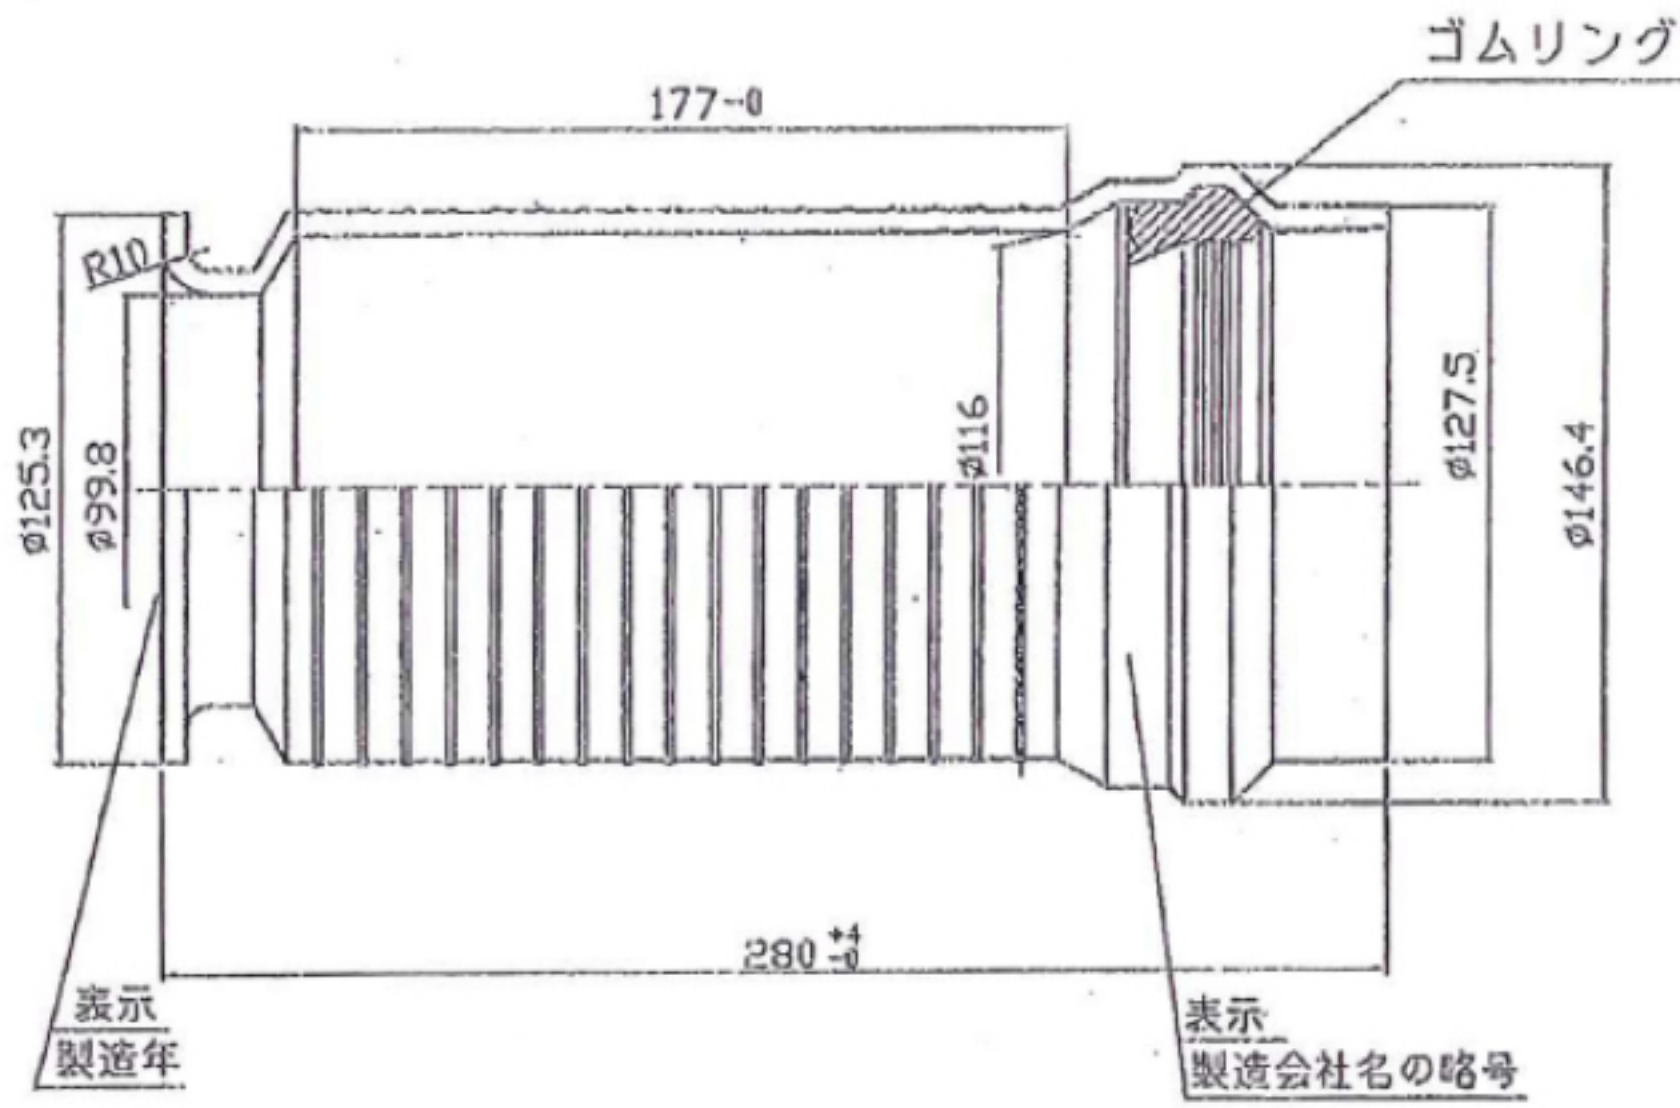 ゴムリング
177-0
R10
ø125.3
ø99.8
ø116
ø127.5
ø146.4
280 +4 -0
表示
製造年
表示
製造会社名の略号